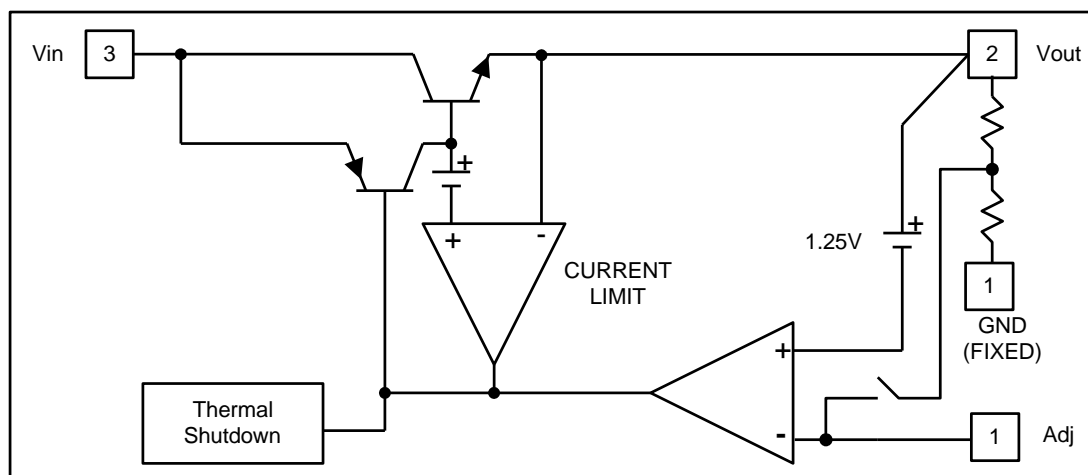 Vin
3
2
Vout
+
+
-
CURRENT
LIMIT
1.25V
+
1
GND
(FIXED)
+
-
Thermal
Shutdown
1
Adj